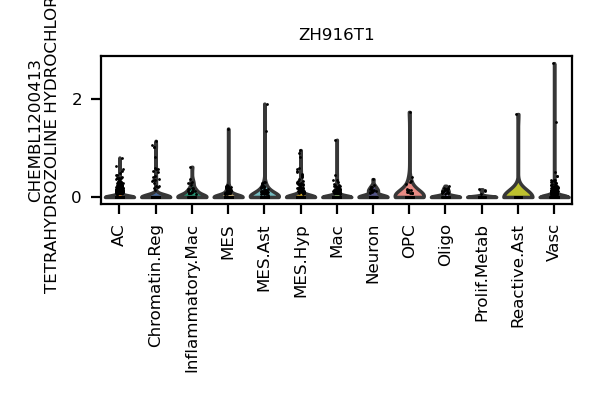 ZH916T1
CHEMBL1200413
TETRAHYDROZOLINE HYDROCHLOR
2
0
AC
Chromatin.Reg
Inflammatory.Mac
MES
MES.Ast
MES.Hyp
Mac
Neuron
OPC
Oligo
Prolif.Metab
Reactive.Ast
Vasc